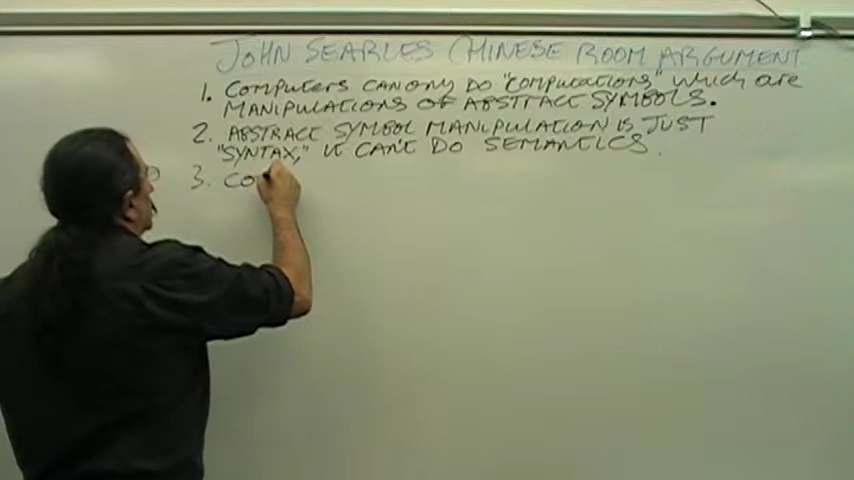 JOHN SEARLES CHINESE ROOM ARGUMENT
1. COMPUTERS CAN ONLY DO "COMPUTATIONS" WHICH ARE
MANIPULATIONS OF ABSTRACT SYMBOLS.
2. ABSTRACT SYMBOL MANIPULATION IS JUST
"SYNTAX," IT CAN'T DO SEMANTICS.
3. CO